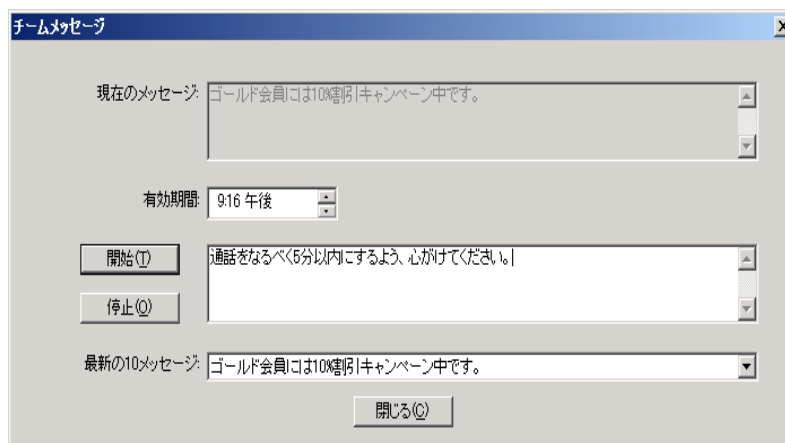 チームメッセージ
現在のメッセージ: ゴールド会員には10%割引キャンペーン中です。
有効期間: 9:16 午後
開始(T) 通話をなるべく5分以内にするよう、心がけてください。
停止(O)
最新の10メッセージ: ゴールド会員には10%割引キャンペーン中です。
閉じる(C)